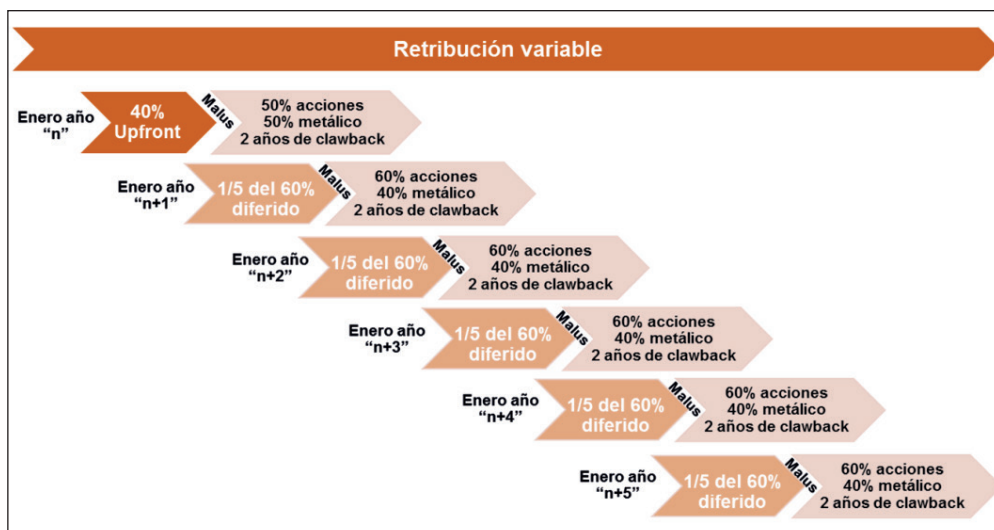 Retribución variable
Enero año
“n”
40%
Upfront
Malus
50% acciones
50% metálico
2 años de clawback
Enero año
“n+1”
1/5 del 60%
diferido
Malus
60% acciones
40% metálico
2 años de clawback
Enero año
“n+2”
1/5 del 60%
diferido
Malus
60% acciones
40% metálico
2 años de clawback
Enero año
“n+3”
1/5 del 60%
diferido
Malus
60% acciones
40% metálico
2 años de clawback
Enero año
“n+4”
1/5 del 60%
diferido
Malus
60% acciones
40% metálico
2 años de clawback
Enero año
“n+5”
1/5 del 60%
diferido
Malus
60% acciones
40% metálico
2 años de clawback